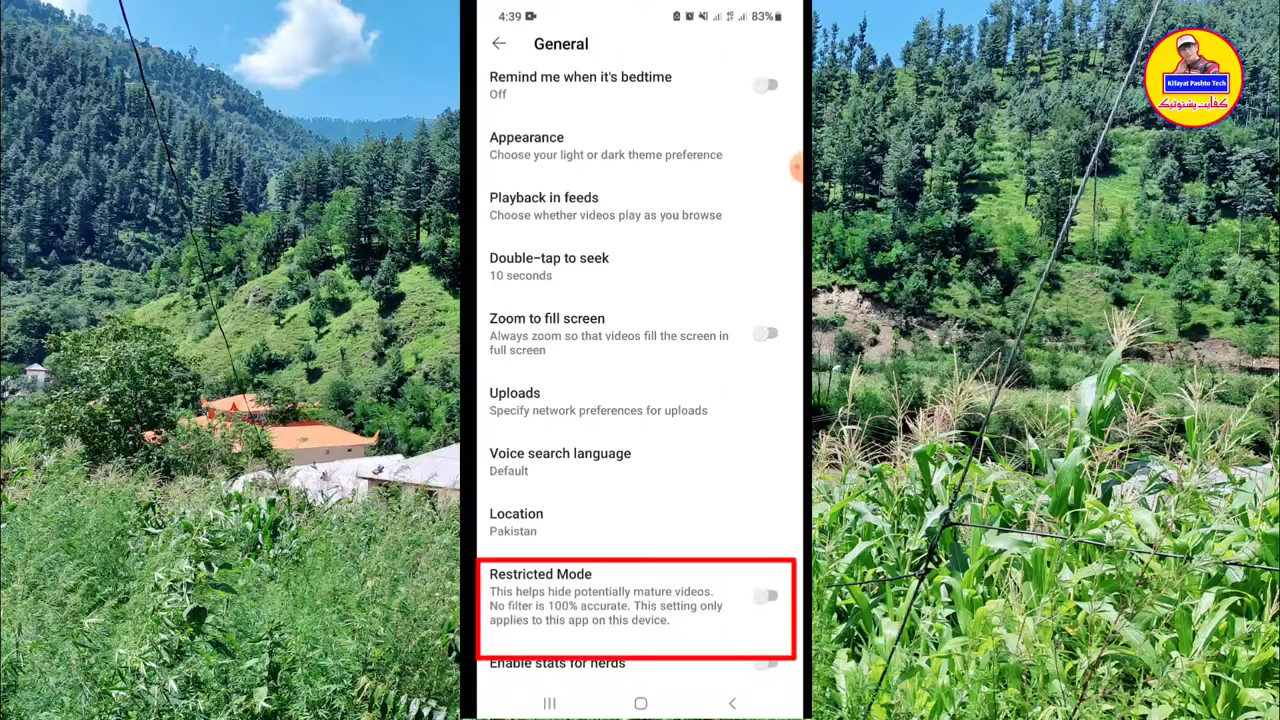 4:39
83%
General
Remind me when it's bedtime
Off
Appearance
Choose your light or dark theme preference
Playback in feeds
Choose whether videos play as you browse
Double-tap to seek
10 seconds
Zoom to fill screen
Always zoom so that videos fill the screen in
full screen
Uploads
Specify network preferences for uploads
Voice search language
Default
Location
Pakistan
Restricted Mode
This helps hide potentially mature videos.
No filter is 100% accurate. This setting only
applies to this app on this device.
Enable stats for nerds
Kifayat Pashto Tech
کفایت پشتو ٹیک